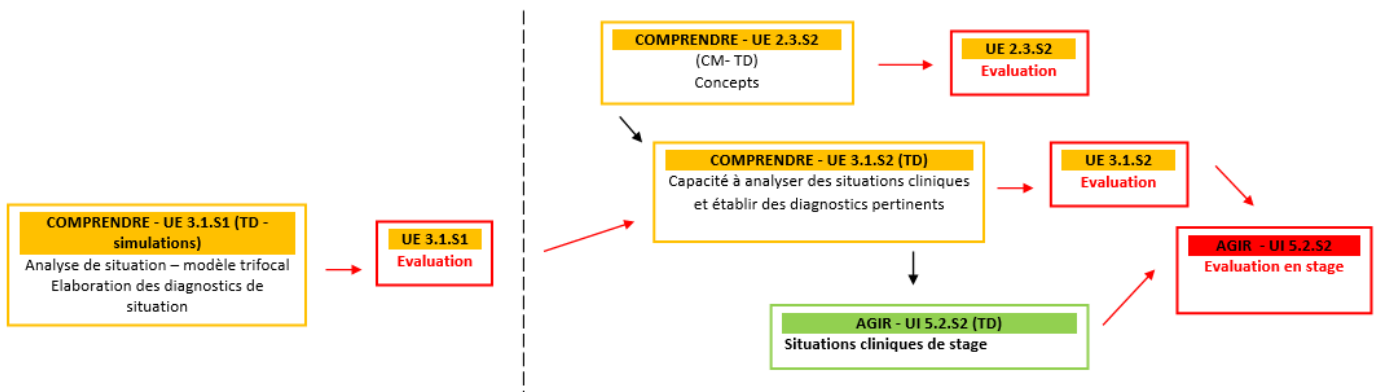 COMPRENDRE - UE 2.3.S2
(CM- TD)
Concepts
UE 2.3.S2
Evaluation
COMPRENDRE - UE 3.1.S2 (TD)
Capacité à analyser des situations cliniques
et établir des diagnostics pertinents
UE 3.1.S2
Evaluation
COMPRENDRE - UE 3.1.S1 (TD -
simulations)
Analyse de situation – modèle trifocal
Elaboration des diagnostics de
situation
UE 3.1.S1
Evaluation
AGIR - UI 5.2.S2
Evaluation en stage
AGIR - UI 5.2.S2 (TD)
Situations cliniques de stage